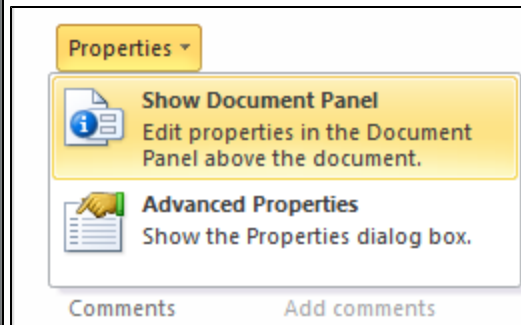 Properties
Show Document Panel
Edit properties in the Document
Panel above the document.
Advanced Properties
Show the Properties dialog box.
Comments Add comments